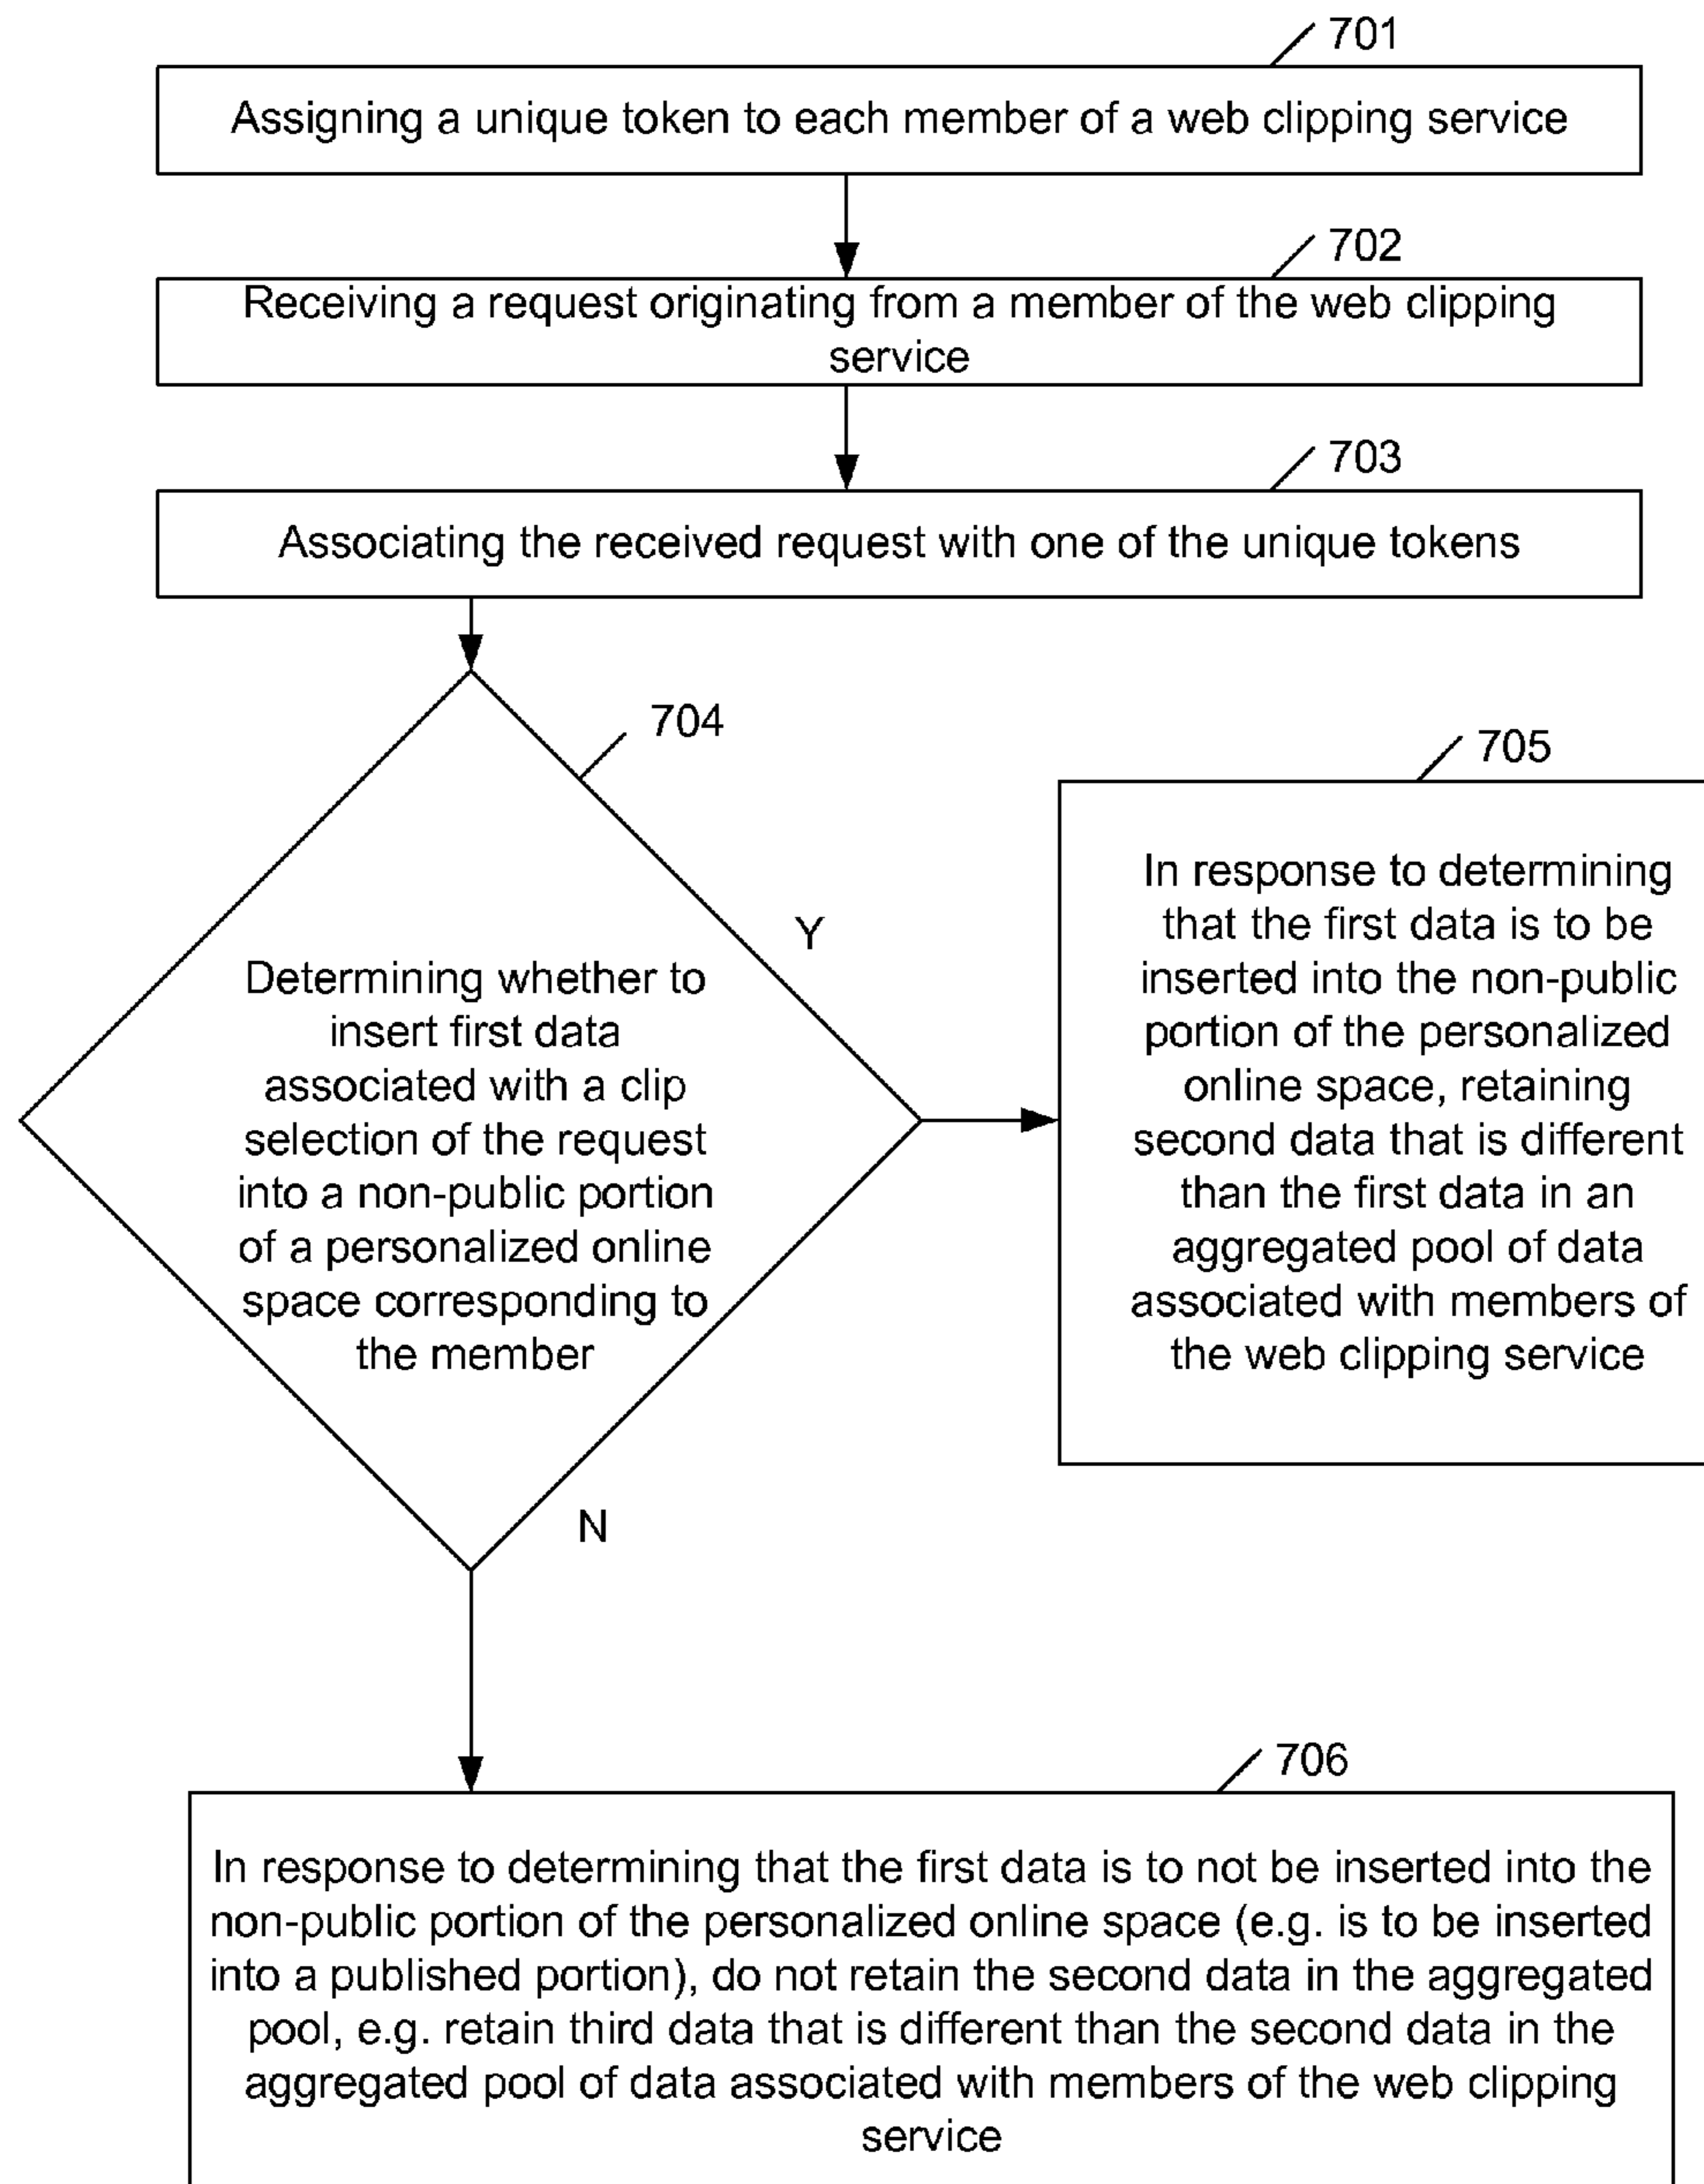 701
Assigning a unique token to each member of a web clipping service
702
Receiving a request originating from a member of the web clipping
service
703
Associating the received request with one of the unique tokens
704
Determining whether to
insert first data
associated with a clip
selection of the request
into a non-public portion
of a personalized online
space corresponding to
the member
Y
705
In response to determining
that the first data is to be
inserted into the non-public
portion of the personalized
online space, retaining
second data that is different
than the first data in an
aggregated pool of data
associated with members of
the web clipping service
N
706
In response to determining that the first data is to not be inserted into the
non-public portion of the personalized online space (e.g. is to be inserted
into a published portion), do not retain the second data in the aggregated
pool, e.g. retain third data that is different than the second data in the
aggregated pool of data associated with members of the web clipping
service